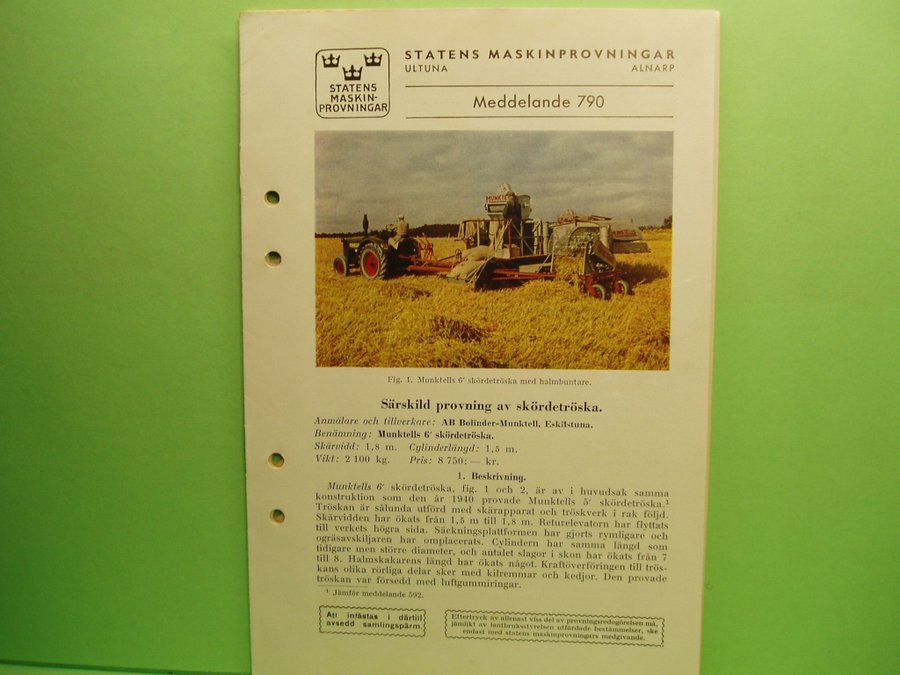 STATENS
MASKIN-
PROVNINGAR
STATENS MASKINPROVNINGAR
ULTUNA ALNARP
Meddelande 790
MUNKTELLS
Fig. 1. Munktells 6' skördetröska med halmbuntare.
Särskild provning av skördetröska.
Anmälare och tillverkare: AB Bolinder-Munktell, Eskilstuna.
Benämning: Munktells 6' skördetröska.
Skärvidd: 1,8 m. Cylinderlängd: 1,5 m.
Vikt: 2 100 kg. Pris: 8 750: — kr.
1. Beskrivning.
Munktells 6' skördetröska, fig. 1 och 2, är av i huvudsak samma
konstruktion som den år 1940 provade Munktells 5' skördetröska.¹
Tröskan är sålunda utförd med skärapparat och tröskverk i rak följd.
Skärvidden har ökats från 1,5 m till 1,8 m. Returelevatorn har flyttats
till verkets högra sida. Säckningsplattformen har gjorts rymligare och
ogräsavskiljaren har omplacerats. Cylindern har samma längd som
tidigare men större diameter, och antalet slagor i skon har ökats från 7
till 8. Halmskakarens längd har ökats något. Kraftöverföringen till trös-
kans olika rörliga delar sker med kilremmar och kedjor. Den provade
tröskan var försedd med luftgummiringar.
¹ Jämför meddelande 592.
Att infästas i därtill
avsedd samlingspärm.
Eftertryck av allenast viss del av provningsredogörelsen må,
jämlikt av lantbruksstyrelsen utfärdade bestämmelser, ske
endast med statens maskinprovningars medgivande.